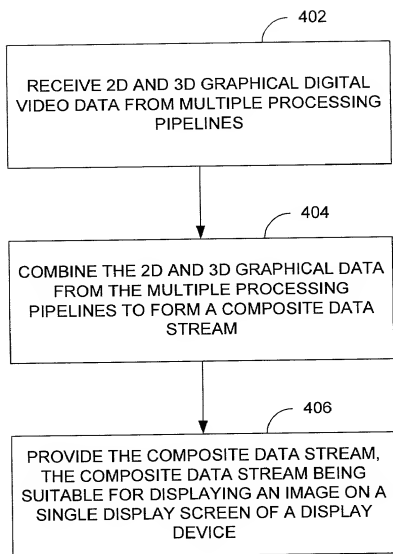 402
RECEIVE 2D AND 3D GRAPHICAL DIGITAL
VIDEO DATA FROM MULTIPLE PROCESSING
PIPELINES
404
COMBINE THE 2D AND 3D GRAPHICAL DATA
FROM THE MULTIPLE PROCESSING
PIPELINES TO FORM A COMPOSITE DATA
STREAM
406
PROVIDE THE COMPOSITE DATA STREAM,
THE COMPOSITE DATA STREAM BEING
SUITABLE FOR DISPLAYING AN IMAGE ON A
SINGLE DISPLAY SCREEN OF A DISPLAY
DEVICE